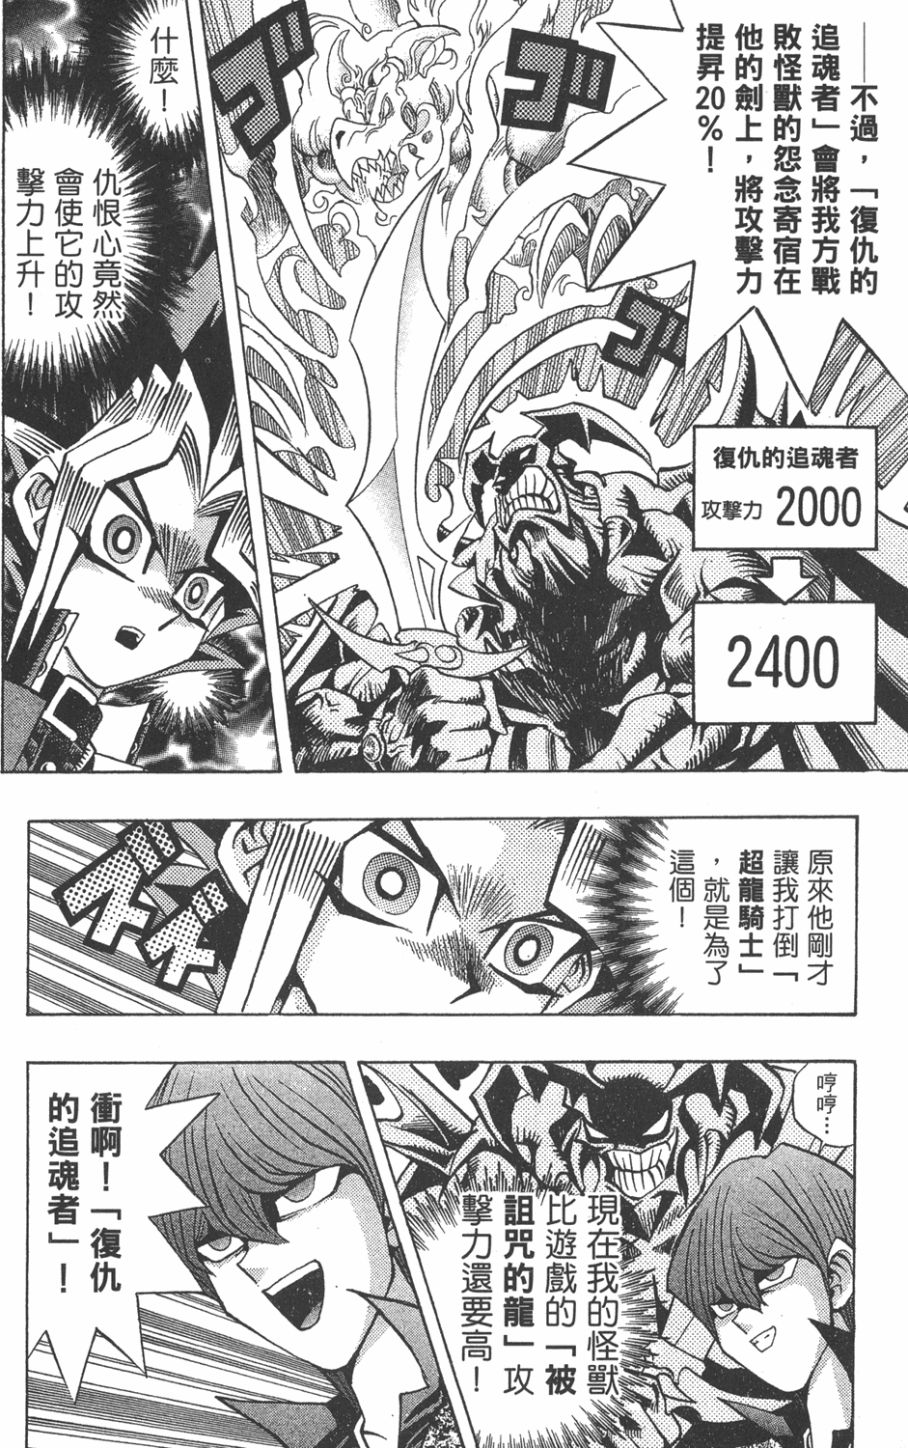 ──不過，「復仇的
追魂者」會將我方戰
敗怪獸的怨念寄宿在
他的劍上，將攻擊力
提昇20%！
ゴゴゴ
復仇的追魂者
攻擊力 2000
2400
什麼！
仇恨心竟然
會使它的攻
擊力上升！
原來他剛才
讓我打倒「
超龍騎士」
，就是為了
這個！
ドドドド
哼哼…
現在我的怪獸
比遊戲的「被
詛咒的龍」攻
擊力還要高！
衝啊！「復仇
的追魂者」！